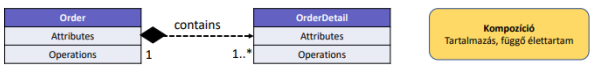 Order
Attributes
Operations
contains
1
1..*
OrderDetail
Attributes
Operations
Kompozíció
Tartalmazás, függő élettartam